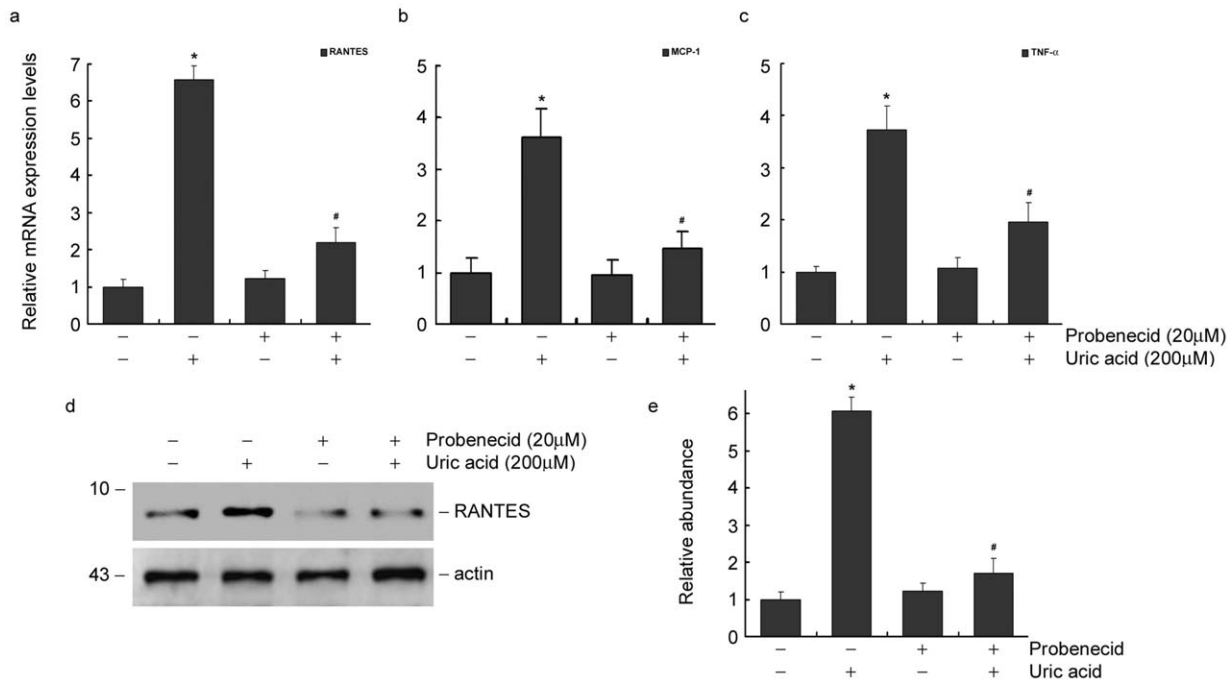 a
RANTES
Relative mRNA expression levels
7
6
5
4
3
2
1
0
*
#
– – + +
– + – +
b
MCP-1
5
4
3
2
1
0
*
#
– – + +
– + – +
c
TNF-α
5
4
3
2
1
0
*
#
– – + + Probenecid (20μM)
– + – + Uric acid (200μM)
d
– – + + Probenecid (20μM)
– + – + Uric acid (200μM)
10 – – RANTES
43 – – actin
e
Relative abundance
6
5
4
3
2
1
0
*
#
– – + + Probenecid
– + – + Uric acid